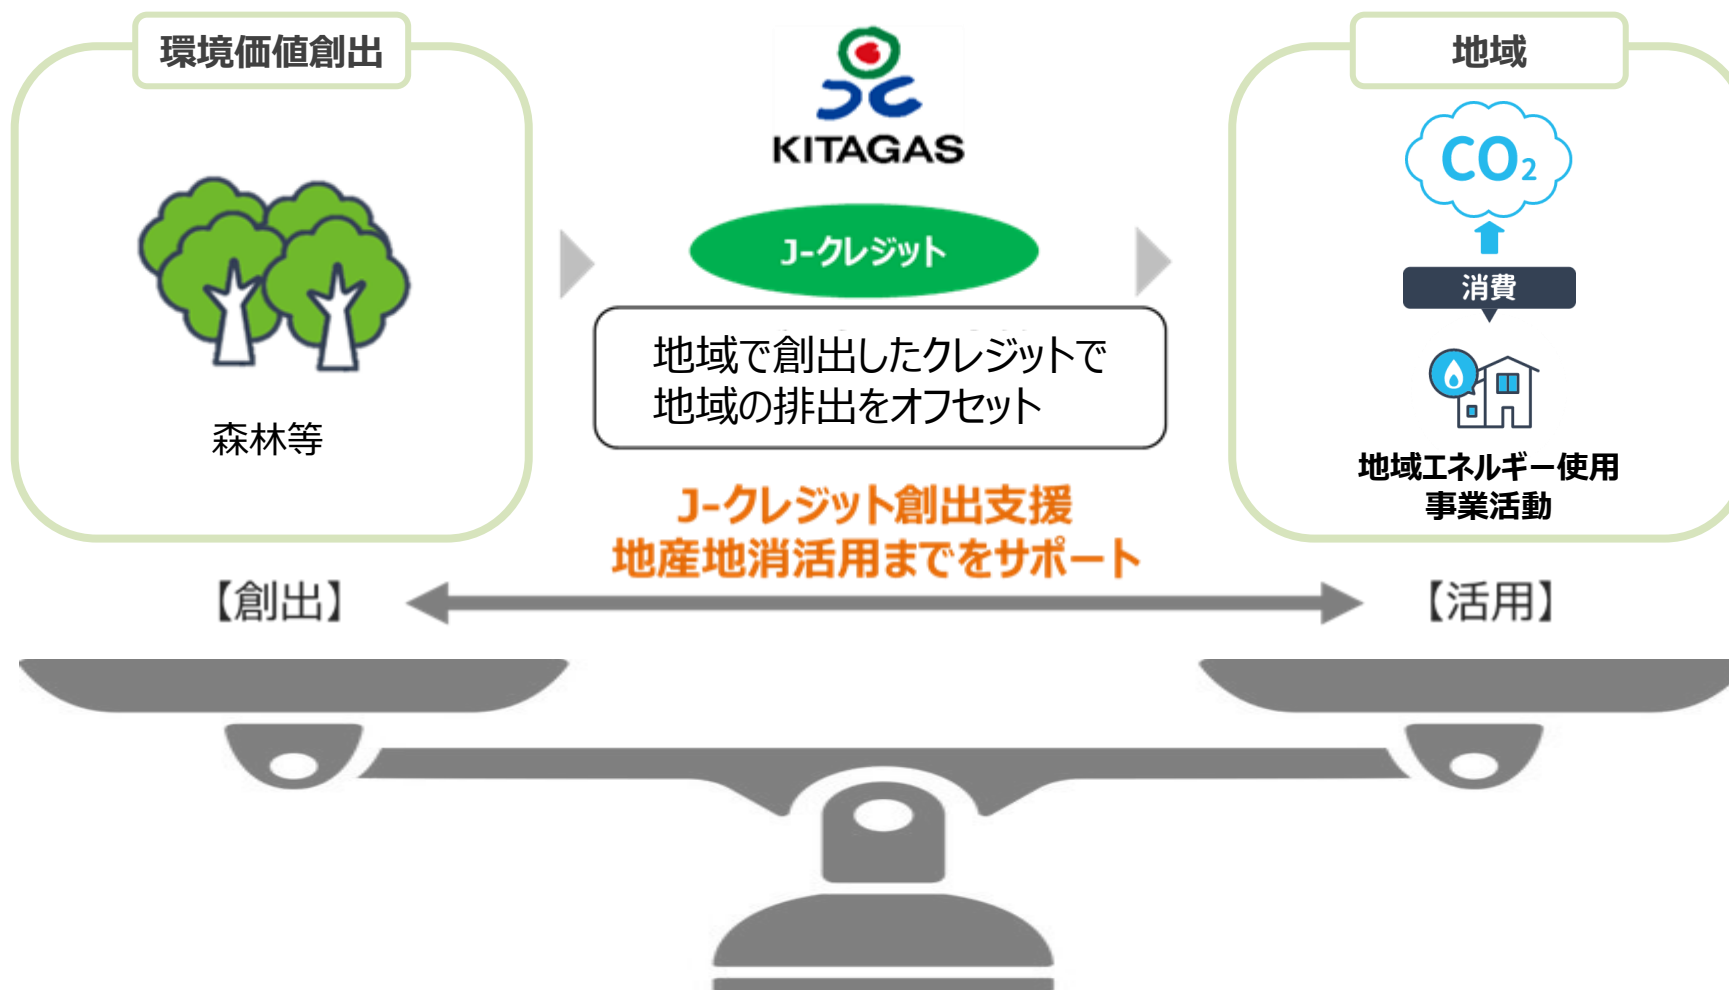 環境価値創出
森林等
KITAGAS
J-クレジット
地域で創出したクレジットで
地域の排出をオフセット
J-クレジット創出支援
地産地消活用までをサポート
地域
CO₂
消費
地域エネルギー使用
事業活動
【創出】
【活用】